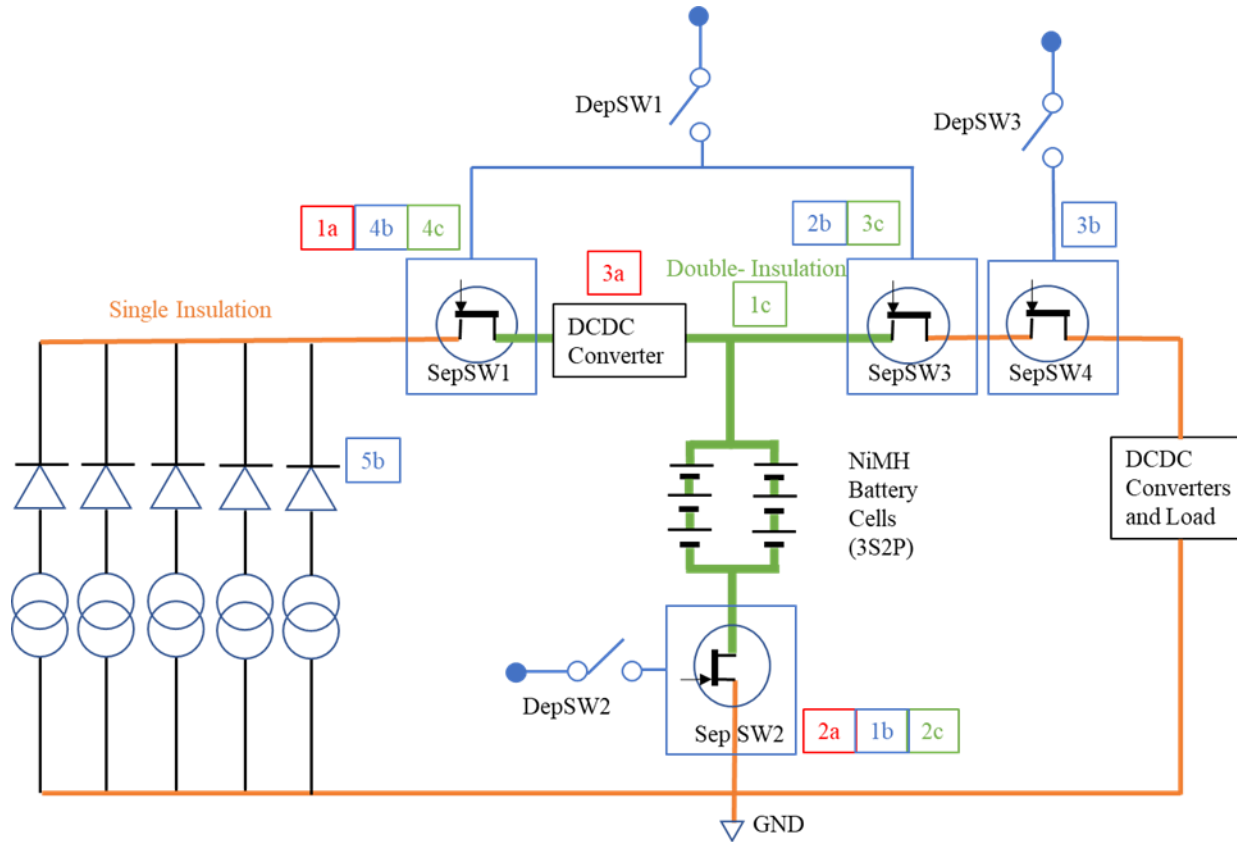 DepSW1
DepSW3
1a 4b 4c
2b 3c
3b
3a
Double- Insulation
1c
Single Insulation
DCDC
Converter
SepSW1
SepSW3
SepSW4
5b
NiMH
Battery
Cells
(3S2P)
DCDC
Converters
and Load
DepSW2
Sep SW2
2a 1b 2c
GND